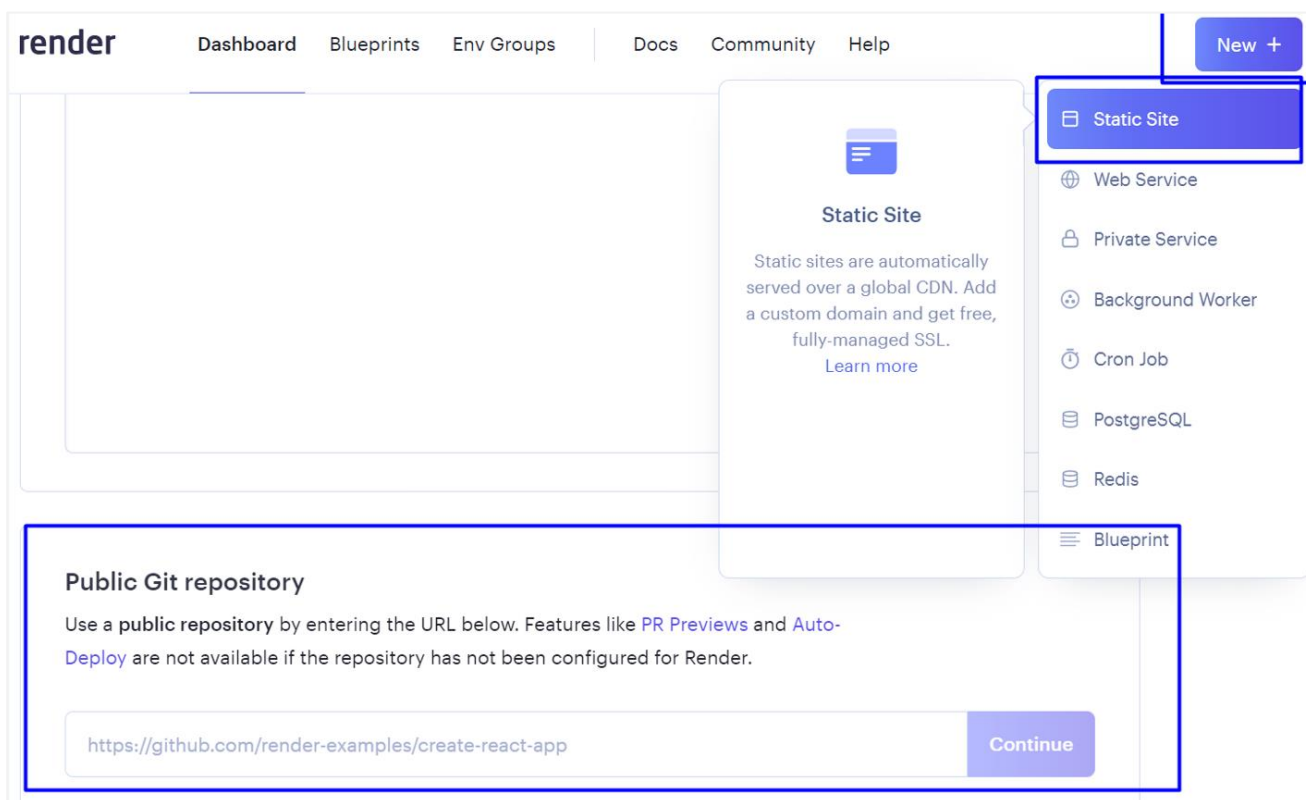 render
Dashboard
Blueprints
Env Groups
Docs
Community
Help
New +
Static Site
Static sites are automatically
served over a global CDN. Add
a custom domain and get free,
fully-managed SSL.
Learn more
Static Site
Web Service
Private Service
Background Worker
Cron Job
PostgreSQL
Redis
Blueprint
Public Git repository
Use a public repository by entering the URL below. Features like PR Previews and Auto-
Deploy are not available if the repository has not been configured for Render.
https://github.com/render-examples/create-react-app
Continue